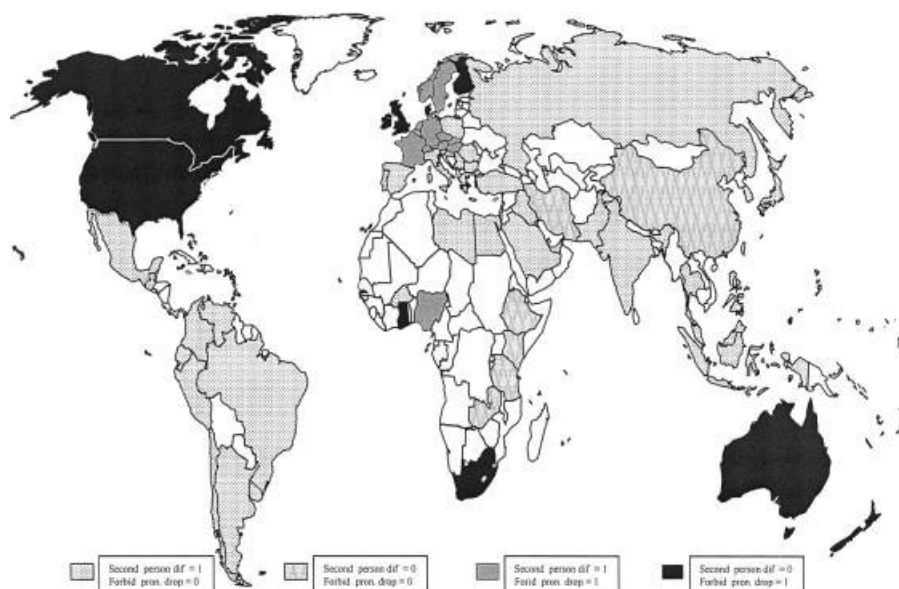 Second person dif = 1
Forbid pron. drop = 0
Second person dif = 0
Forbid pron. drop = 0
Second person dif = 1
Forid pron. drop = 1
Second person dif = 0
Forbid pron. drop = 1